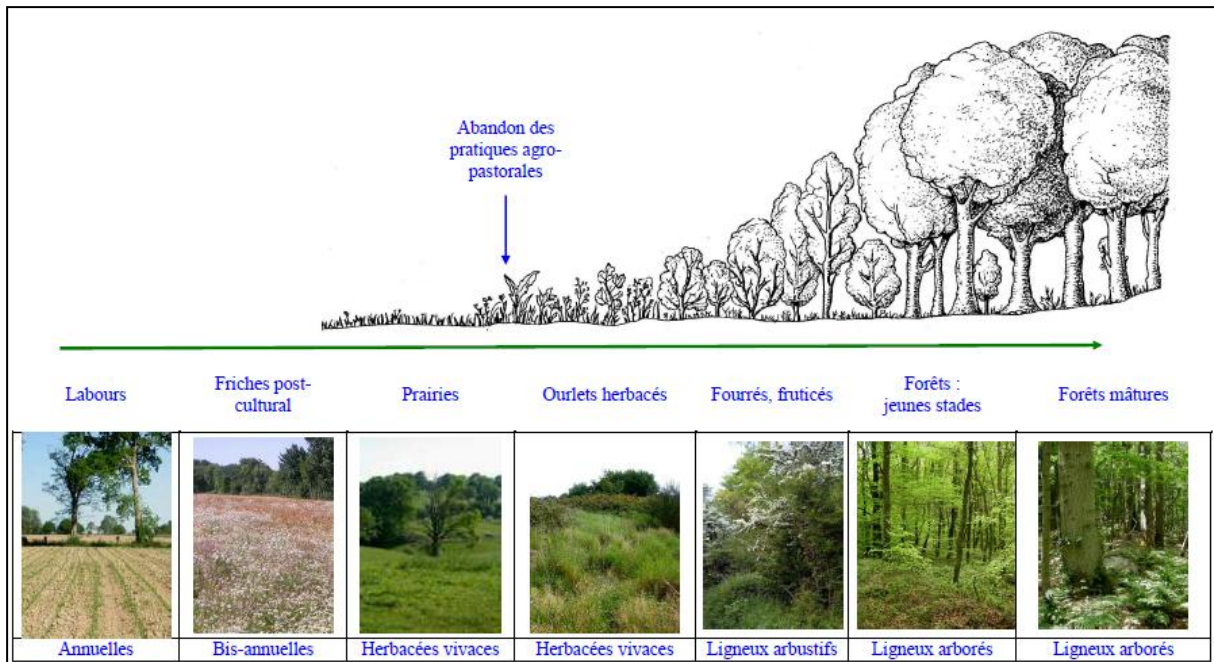 Abandon des
pratiques agro-
pastorales
Labours
Friches post-
cultural
Prairies
Ourlets herbacés
Fourrés, fruticés
Forêts :
jeunes stades
Forêts mâtures
Annuelles
Bis-annuelles
Herbacées vivaces
Herbacées vivaces
Ligneux arbustifs
Ligneux arborés
Ligneux arborés